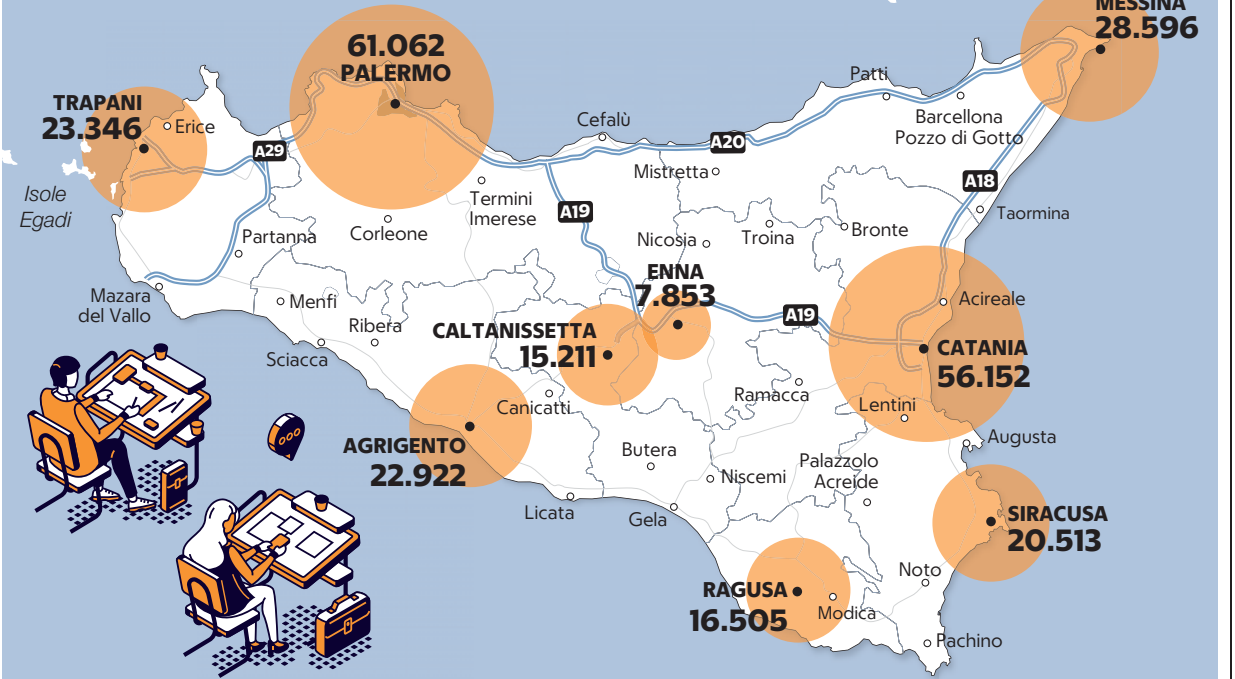 MESSINA
28.596
61.062
PALERMO
Patti
TRAPANI
23.346
Erice
Cefalù
Barcellona
Pozzo di Gotto
A20
A29
Mistretta
A18
Isole
Egadi
Termini
Imerese
A19
Taormina
Partanna
Corleone
Nicosia
Troina
Bronte
ENNA
7.853
Mazara
del Vallo
Menfi
Acireale
Ribera
CALTANISSETTA
15.211
A19
Sciacca
CATANIA
56.152
Ramacca
Canicatti
Lentini
AGRIGENTO
22.922
Augusta
Butera
Niscemi
Palazzolo
Acreide
Licata
Gela
SIRACUSA
20.513
Noto
RAGUSA
16.505
Modica
Pachino